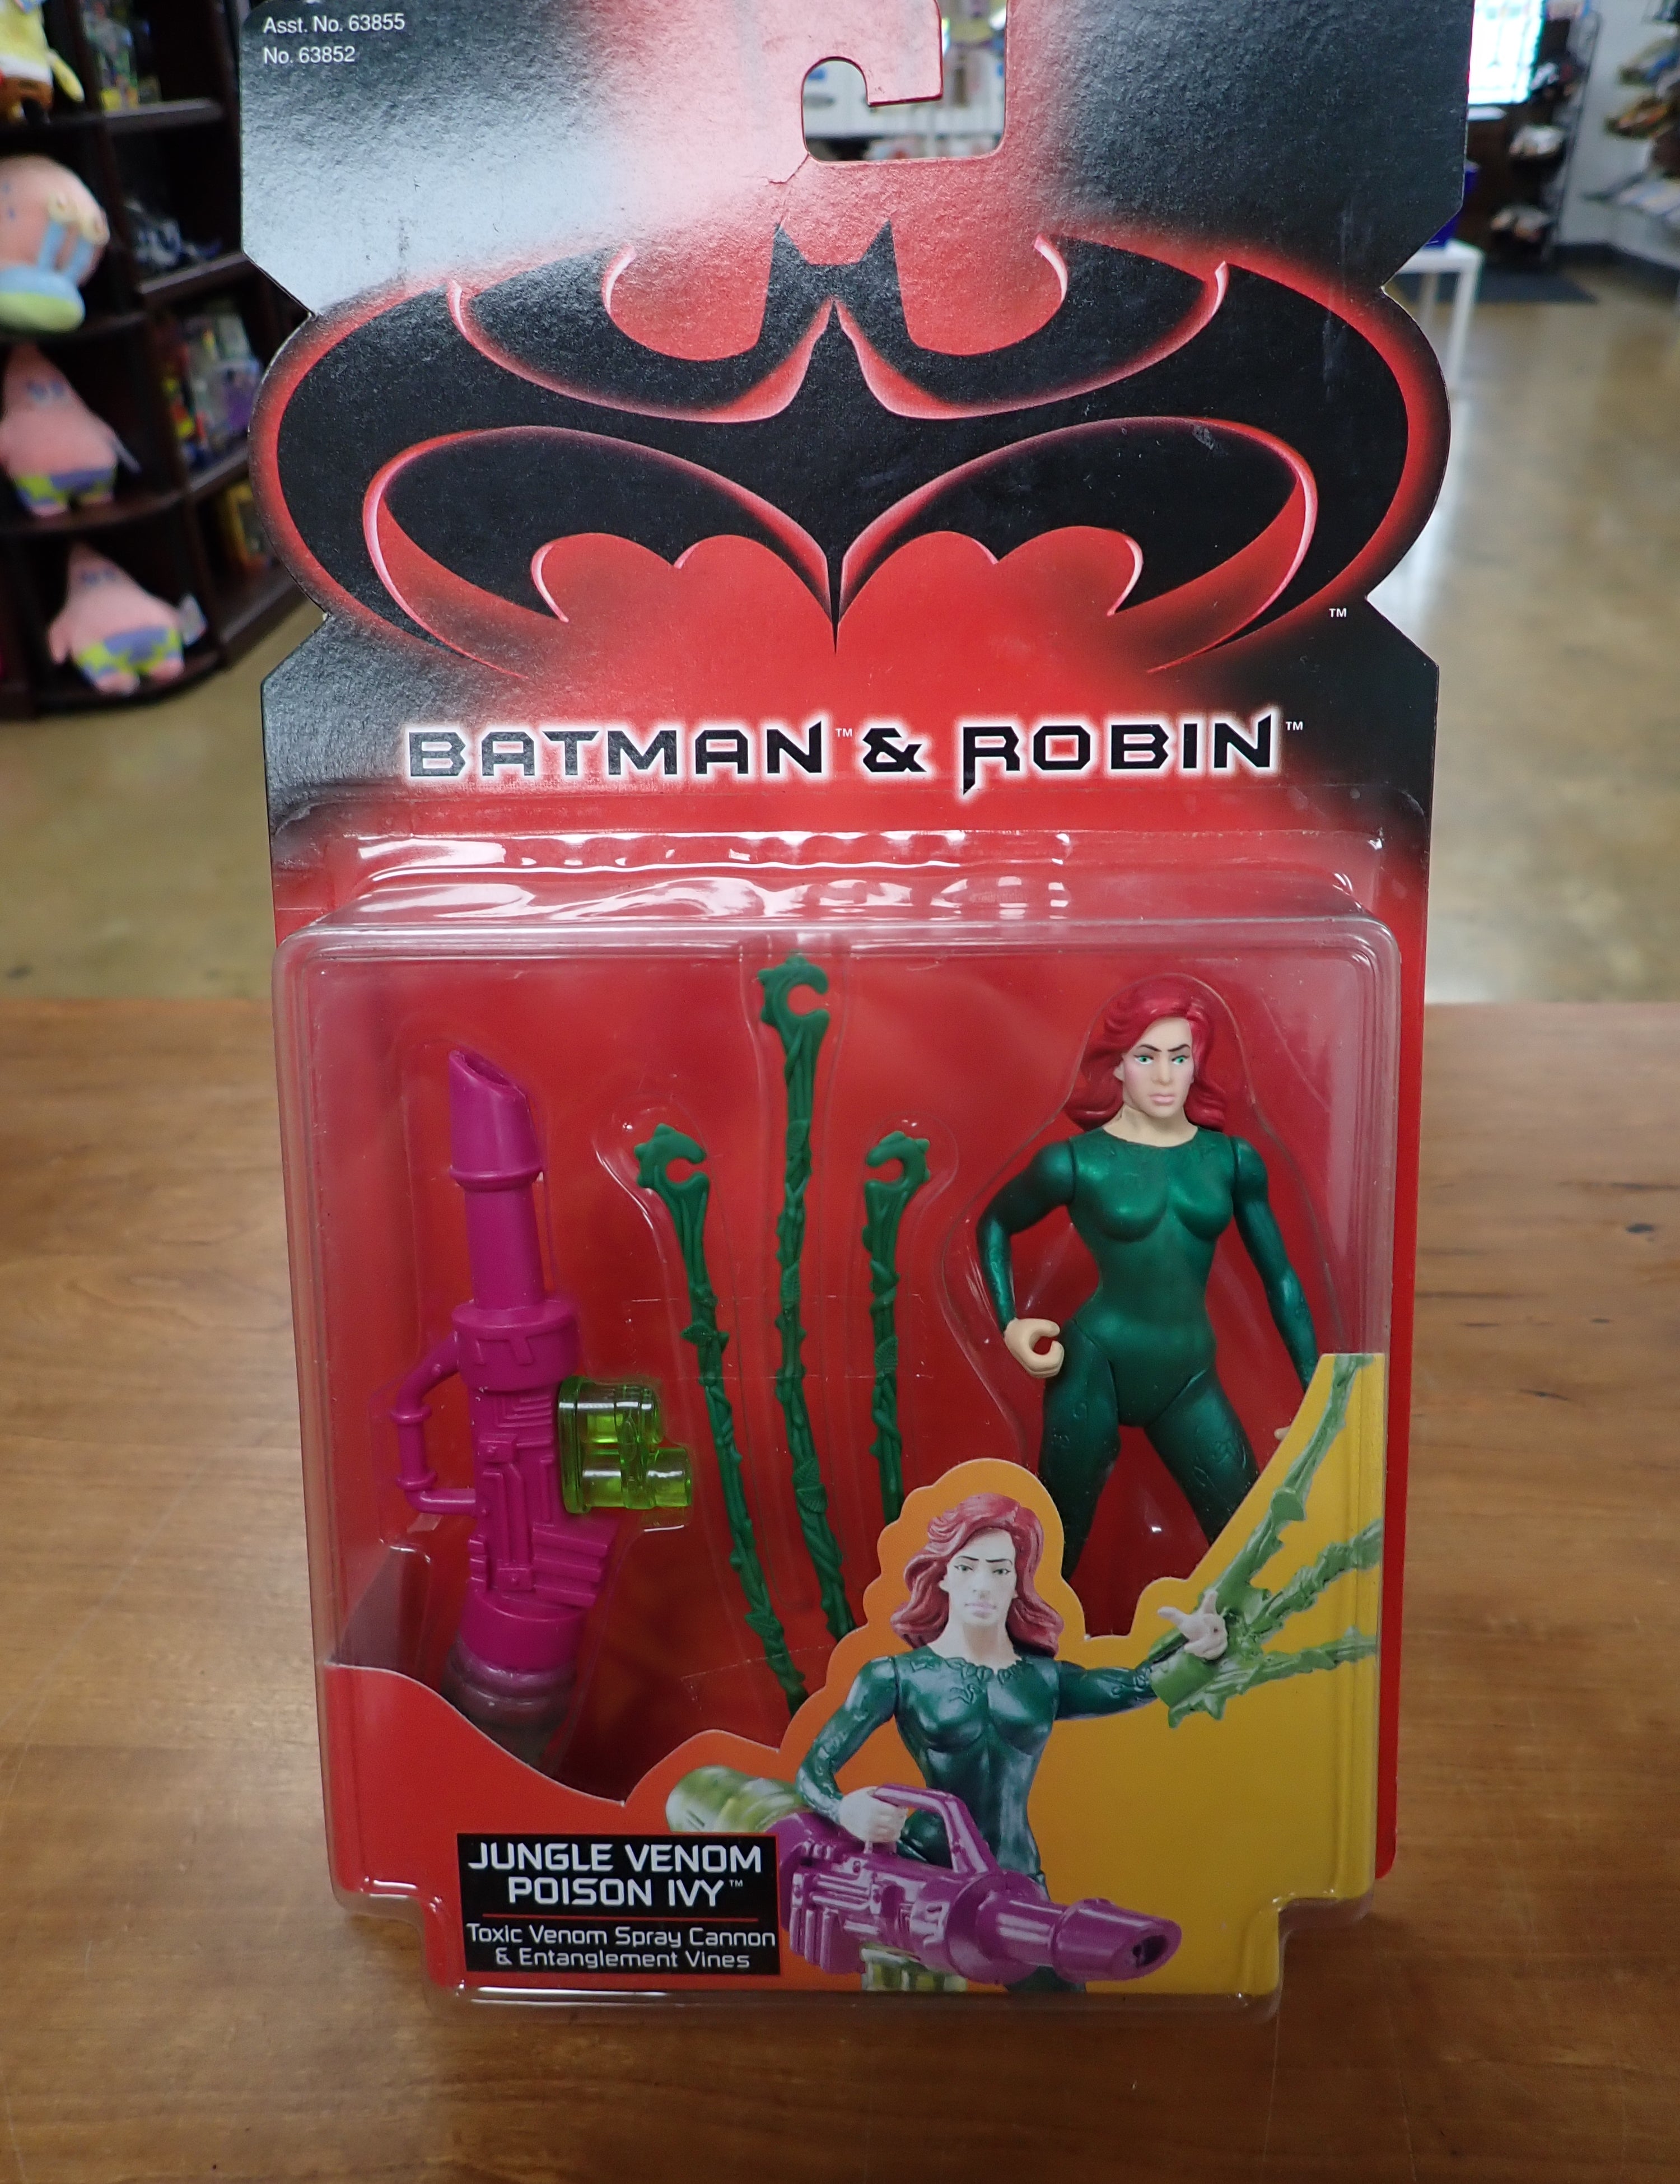 Asst. No. 63855
No. 63852
TM
BATMAN™ & ROBIN™
JUNGLE VENOM
POISON IVY™
Toxic Venom Spray Cannon
& Entanglement Vines